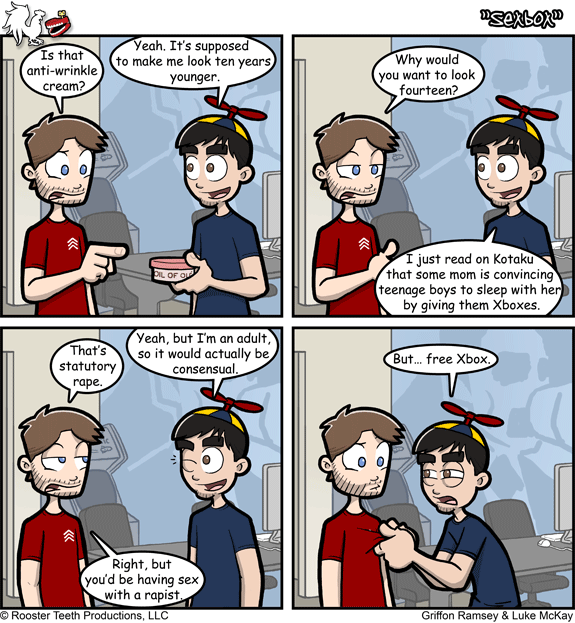 "SEXBOX"
Is that
anti-wrinkle
cream?
Yeah. It's supposed
to make me look ten years
younger.
OIL OF OL
Why would
you want to look
fourteen?
I just read on Kotaku
that some mom is convincing
teenage boys to sleep with her
by giving them Xboxes.
That's
statutory
rape.
Yeah, but I'm an adult,
so it would actually be
consensual.
Right, but
you'd be having sex
with a rapist.
But... free Xbox.
© Rooster Teeth Productions, LLC
Griffon Ramsey & Luke McKay